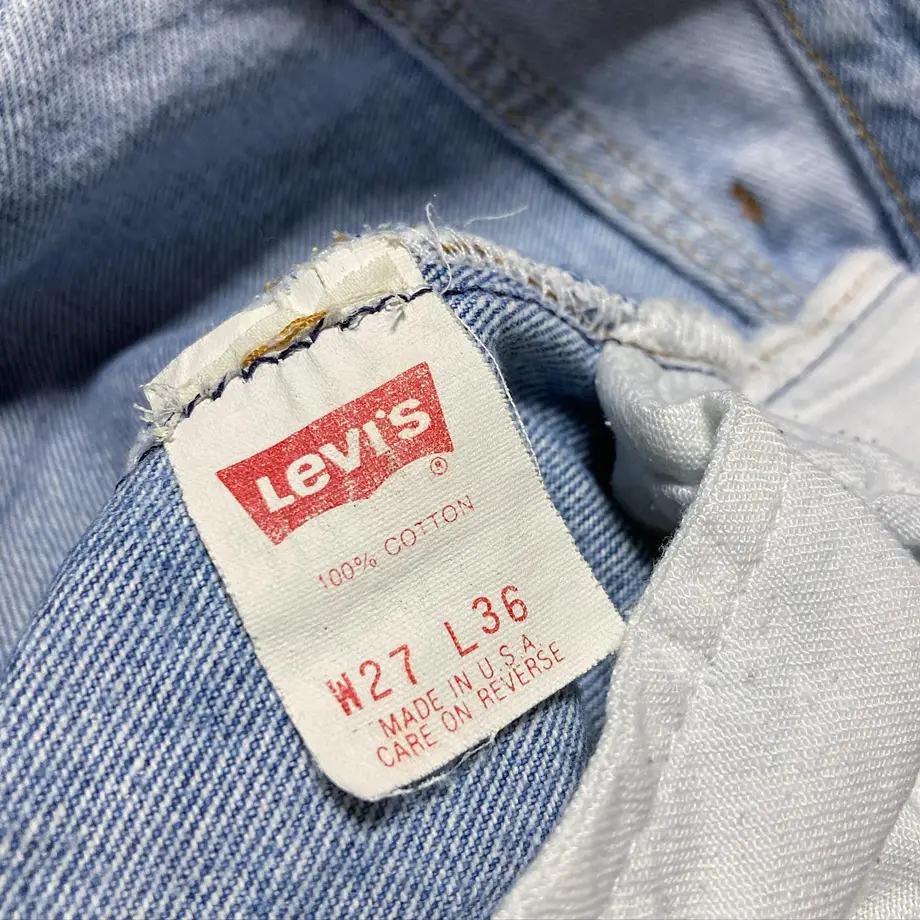 Levi's
®
100% COTTON
W27 L36
MADE IN U.S.A
CARE ON REVERSE